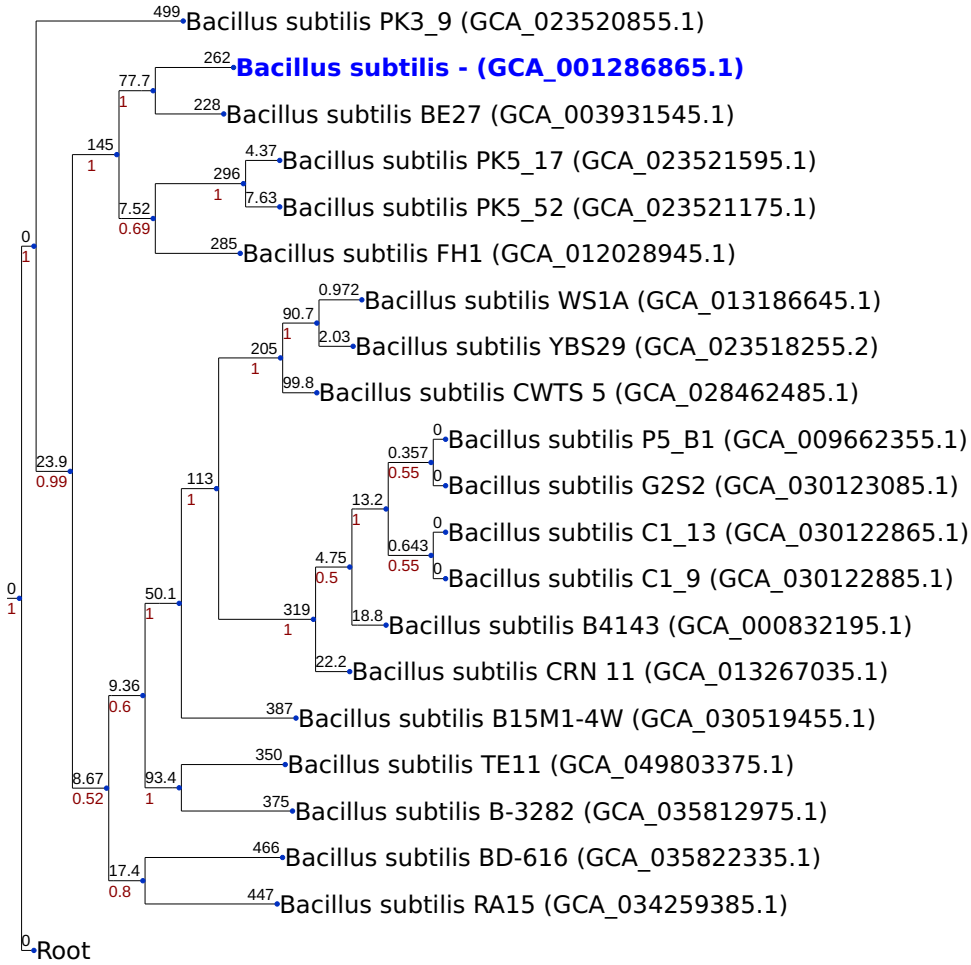 499 Bacillus subtilis PK3_9 (GCA_023520855.1)
262 Bacillus subtilis - (GCA_001286865.1)
77.7
1
228 Bacillus subtilis BE27 (GCA_003931545.1)
145
1
4.37 Bacillus subtilis PK5_17 (GCA_023521595.1)
296
1
7.63 Bacillus subtilis PK5_52 (GCA_023521175.1)
7.52
0.69
285 Bacillus subtilis FH1 (GCA_012028945.1)
0
1
0.972 Bacillus subtilis WS1A (GCA_013186645.1)
90.7
1
2.03 Bacillus subtilis YBS29 (GCA_023518255.2)
205
1
99.8 Bacillus subtilis CWTS 5 (GCA_028462485.1)
0 Bacillus subtilis P5_B1 (GCA_009662355.1)
0.357
0.55
23.9
0.99
0 Bacillus subtilis G2S2 (GCA_030123085.1)
113
1
13.2
1
0 Bacillus subtilis C1_13 (GCA_030122865.1)
0.643
0.55
0 Bacillus subtilis C1_9 (GCA_030122885.1)
4.75
0.5
0
1
50.1
1
18.8 Bacillus subtilis B4143 (GCA_000832195.1)
319
1
22.2 Bacillus subtilis CRN 11 (GCA_013267035.1)
9.36
0.6
387 Bacillus subtilis B15M1-4W (GCA_030519455.1)
350 Bacillus subtilis TE11 (GCA_049803375.1)
8.67
0.52
93.4
1
375 Bacillus subtilis B-3282 (GCA_035812975.1)
466 Bacillus subtilis BD-616 (GCA_035822335.1)
17.4
0.8
447 Bacillus subtilis RA15 (GCA_034259385.1)
0 Root